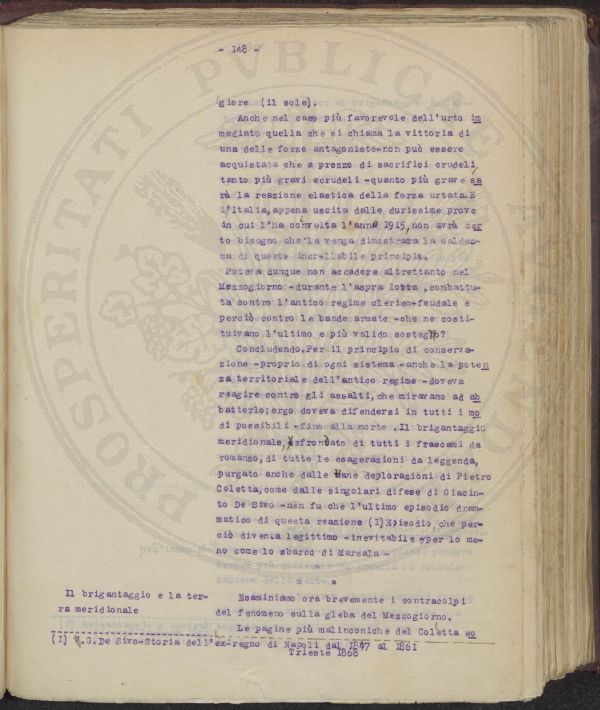 - 148 -
giore (il sole).
Anche nel caso più favorevole dell'urto im
mediato quella che si chiama la vittoria di
una delle forze antagoniste-non può essere
acquistata che a prezzo di sacrifici crudeli,
tanto più gravi ecrudeli -quanto più grave sa
rà la reazione elastica della forza urtata.E
l'Italia,appena uscita dalle durissime prove
in cui l'ha coinvolta l'anno 1915,non avrà cer
to bisogno che le venga dimostrara la saldez-
za di questo incrollabile principio.
Poteva dunque non accadere altrettanto nel
Mezzogiorno -durante l'aspra lotta, combattu-
ta contro l'antico regime clerico-feudale e
perciò contro le bande armate -che ne costi-
tuivano l'ultimo e più valido sostegno?
Concludendo.Per il principio di conserva-
zione -proprio di ogni sistema -anche la poten
za territoriale dell'antico regime -doveva
reagire contro gli assalti,che miravano ad ab
batterlo;ergo doveva difendersi in tutti i mo
di possibili -fino alla morte .Il brigantaggio
meridionale, sfrondato di tutti i frascami da
romanzo,di tutte le esagerazioni da leggenda,
purgato anche dalle vane deplorazioni di Pietro
Coletta,come dalle singolari difese di Giacin-
to De Sivo -non fu che l'ultimo episodio dram-
matico di questa reazione (I)Episodio, che per-
ciò diventa legittimo -inevitabile -per lo me-
no come lo sbarco di Marsala -
o o o
Il brigantaggio e la ter-
ra meridionale
Esaminiamo ora brevemente i contracolpi
del fenomeno sulla gleba del Mezzogiorno.
Le pagine più malinconiche del Coletta so
(I) .G.De Sivo-Storia dell'ex-regno di Napoli dal 1847 al 1861
Trieste 1868
PROSPERITATI PVBLICAE